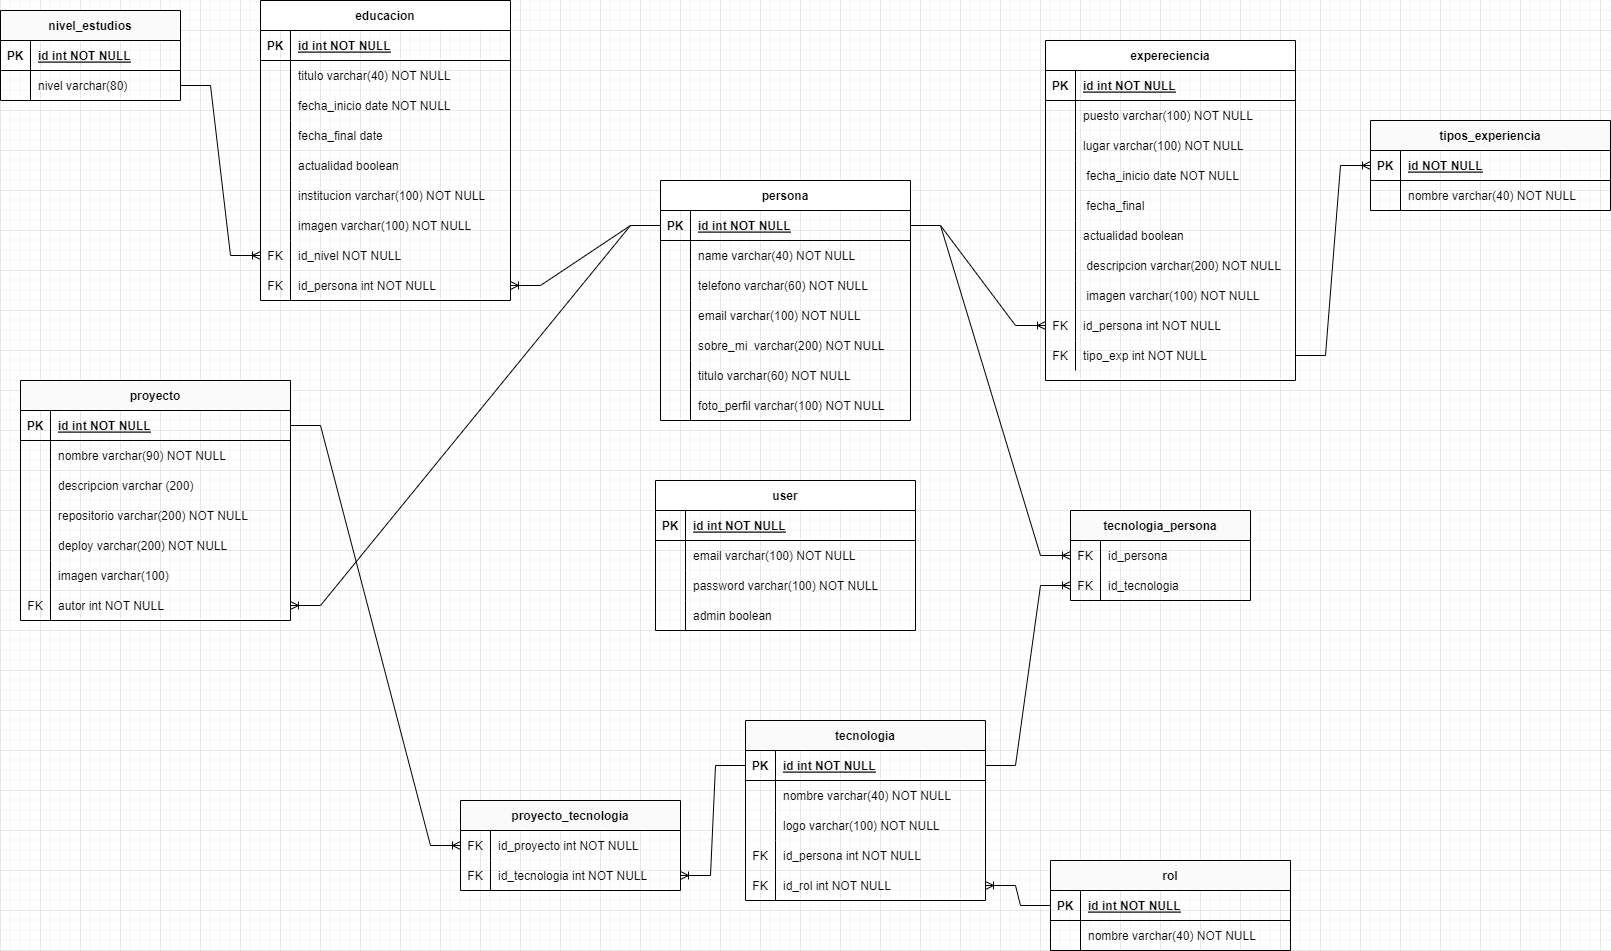 nivel_estudios
PK id int NOT NULL
nivel varchar(80)
educacion
PK id int NOT NULL
titulo varchar(40) NOT NULL
fecha_inicio date NOT NULL
fecha_final date
actualidad boolean
institucion varchar(100) NOT NULL
imagen varchar(100) NOT NULL
FK id_nivel NOT NULL
FK id_persona int NOT NULL
persona
PK id int NOT NULL
name varchar(40) NOT NULL
telefono varchar(60) NOT NULL
email varchar(100) NOT NULL
sobre_mi varchar(200) NOT NULL
titulo varchar(60) NOT NULL
foto_perfil varchar(100) NOT NULL
expereciencia
PK id int NOT NULL
puesto varchar(100) NOT NULL
lugar varchar(100) NOT NULL
fecha_inicio date NOT NULL
fecha_final
actualidad boolean
descripcion varchar(200) NOT NULL
imagen varchar(100) NOT NULL
FK id_persona int NOT NULL
FK tipo_exp int NOT NULL
tipos_experiencia
PK id NOT NULL
nombre varchar(40) NOT NULL
proyecto
PK id int NOT NULL
nombre varchar(90) NOT NULL
descripcion varchar (200)
repositorio varchar(200) NOT NULL
deploy varchar(200) NOT NULL
imagen varchar(100)
FK autor int NOT NULL
user
PK id int NOT NULL
email varchar(100) NOT NULL
password varchar(100) NOT NULL
admin boolean
tecnologia_persona
FK id_persona
FK id_tecnologia
proyecto_tecnologia
FK id_proyecto int NOT NULL
FK id_tecnologia int NOT NULL
tecnologia
PK id int NOT NULL
nombre varchar(40) NOT NULL
logo varchar(100) NOT NULL
FK id_persona int NOT NULL
FK id_rol int NOT NULL
rol
PK id int NOT NULL
nombre varchar(40) NOT NULL